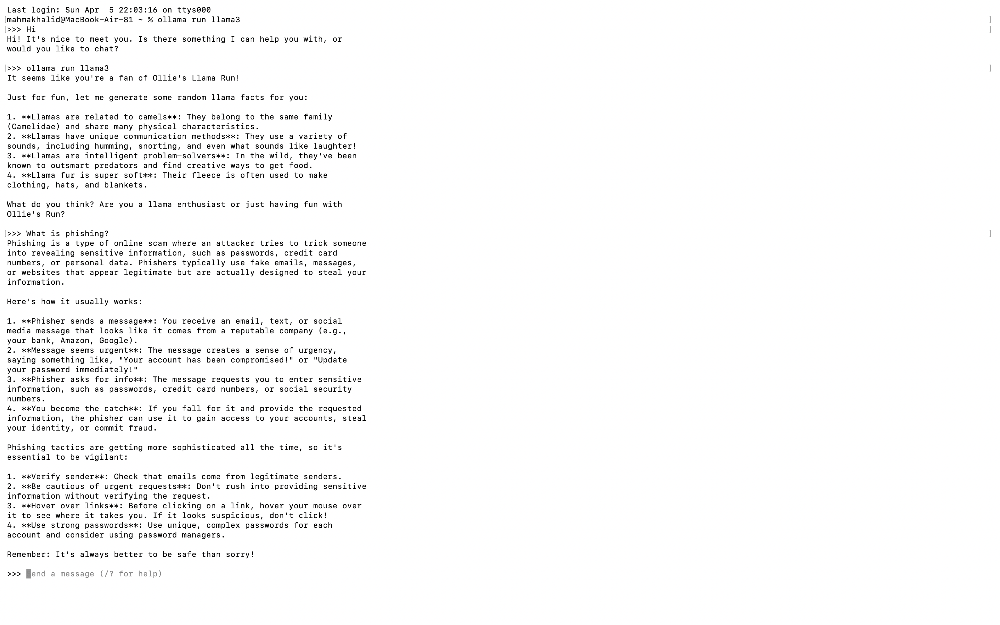 Last login: Sun Apr  5 22:03:16 on ttys000
[mahmakhalid@MacBook-Air-81 ~ % ollama run llama3 ]
[>>> Hi ]
Hi! It's nice to meet you. Is there something I can help you with, or
would you like to chat?
[>>> ollama run llama3 ]
It seems like you're a fan of Ollie's Llama Run!
Just for fun, let me generate some random llama facts for you:
1. **Llamas are related to camels**: They belong to the same family
(Camelidae) and share many physical characteristics.
2. **Llamas have unique communication methods**: They use a variety of
sounds, including humming, snorting, and even what sounds like laughter!
3. **Llamas are intelligent problem-solvers**: In the wild, they've been
known to outsmart predators and find creative ways to get food.
4. **Llama fur is super soft**: Their fleece is often used to make
clothing, hats, and blankets.
What do you think? Are you a llama enthusiast or just having fun with
Ollie's Run?
[>>> What is phishing? ]
Phishing is a type of online scam where an attacker tries to trick someone
into revealing sensitive information, such as passwords, credit card
numbers, or personal data. Phishers typically use fake emails, messages,
or websites that appear legitimate but are actually designed to steal your
information.
Here's how it usually works:
1. **Phisher sends a message**: You receive an email, text, or social
media message that looks like it comes from a reputable company (e.g.,
your bank, Amazon, Google).
2. **Message seems urgent**: The message creates a sense of urgency,
saying something like, "Your account has been compromised!" or "Update
your password immediately!"
3. **Phisher asks for info**: The message requests you to enter sensitive
information, such as passwords, credit card numbers, or social security
numbers.
4. **You become the catch**: If you fall for it and provide the requested
information, the phisher can use it to gain access to your accounts, steal
your identity, or commit fraud.
Phishing tactics are getting more sophisticated all the time, so it's
essential to be vigilant:
1. **Verify sender**: Check that emails come from legitimate senders.
2. **Be cautious of urgent requests**: Don't rush into providing sensitive
information without verifying the request.
3. **Hover over links**: Before clicking on a link, hover your mouse over
it to see where it takes you. If it looks suspicious, don't click!
4. **Use strong passwords**: Use unique, complex passwords for each
account and consider using password managers.
Remember: It's always better to be safe than sorry!
>>> Send a message (/? for help)